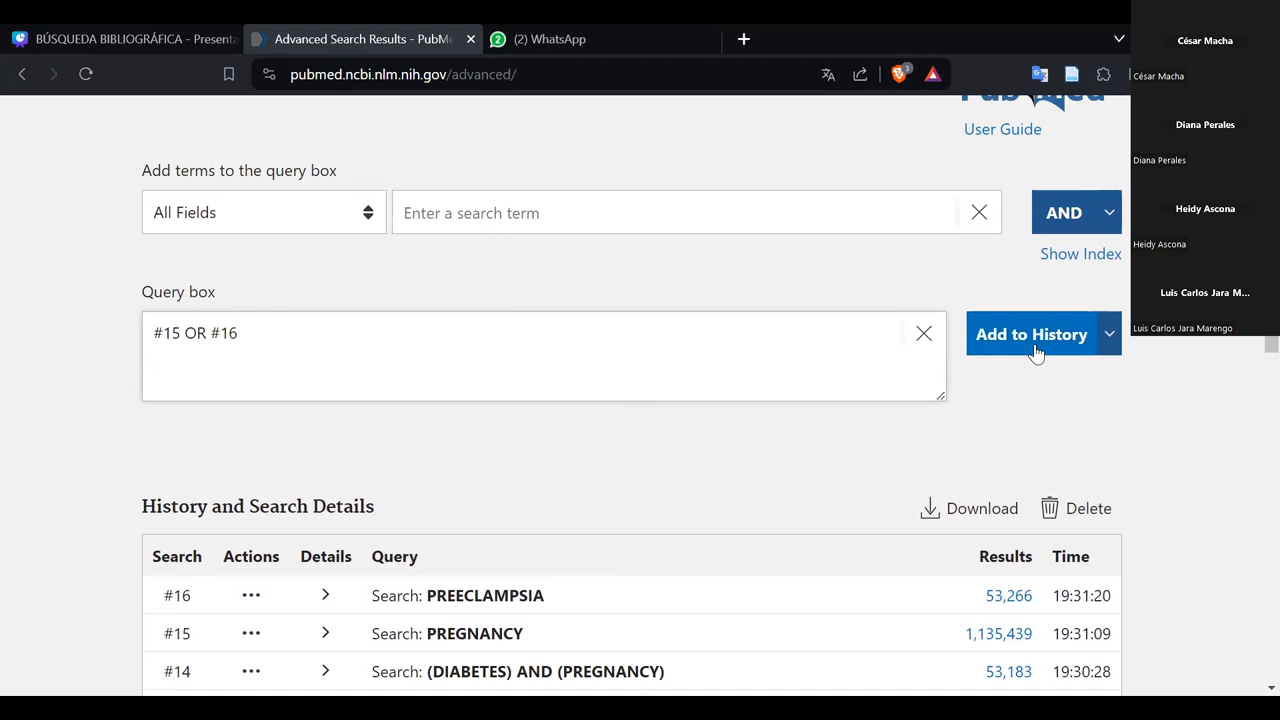 BÚSQUEDA BIBLIOGRÁFICA - Presenta
Advanced Search Results - PubMe
(2) WhatsApp
pubmed.ncbi.nlm.nih.gov/advanced/
3
César Macha
César Macha
Diana Perales
Diana Perales
Heidy Ascona
Heidy Ascona
Luis Carlos Jara M...
Luis Carlos Jara Marengo
PubMed
User Guide
Add terms to the query box
All Fields
Enter a search term
AND
Show Index
Query box
#15 OR #16
Add to History
History and Search Details
Download
Delete
Search Actions Details Query Results Time
#16 ••• Search: PREECLAMPSIA 53,266 19:31:20
#15 ••• Search: PREGNANCY 1,135,439 19:31:09
#14 ••• Search: (DIABETES) AND (PREGNANCY) 53,183 19:30:28